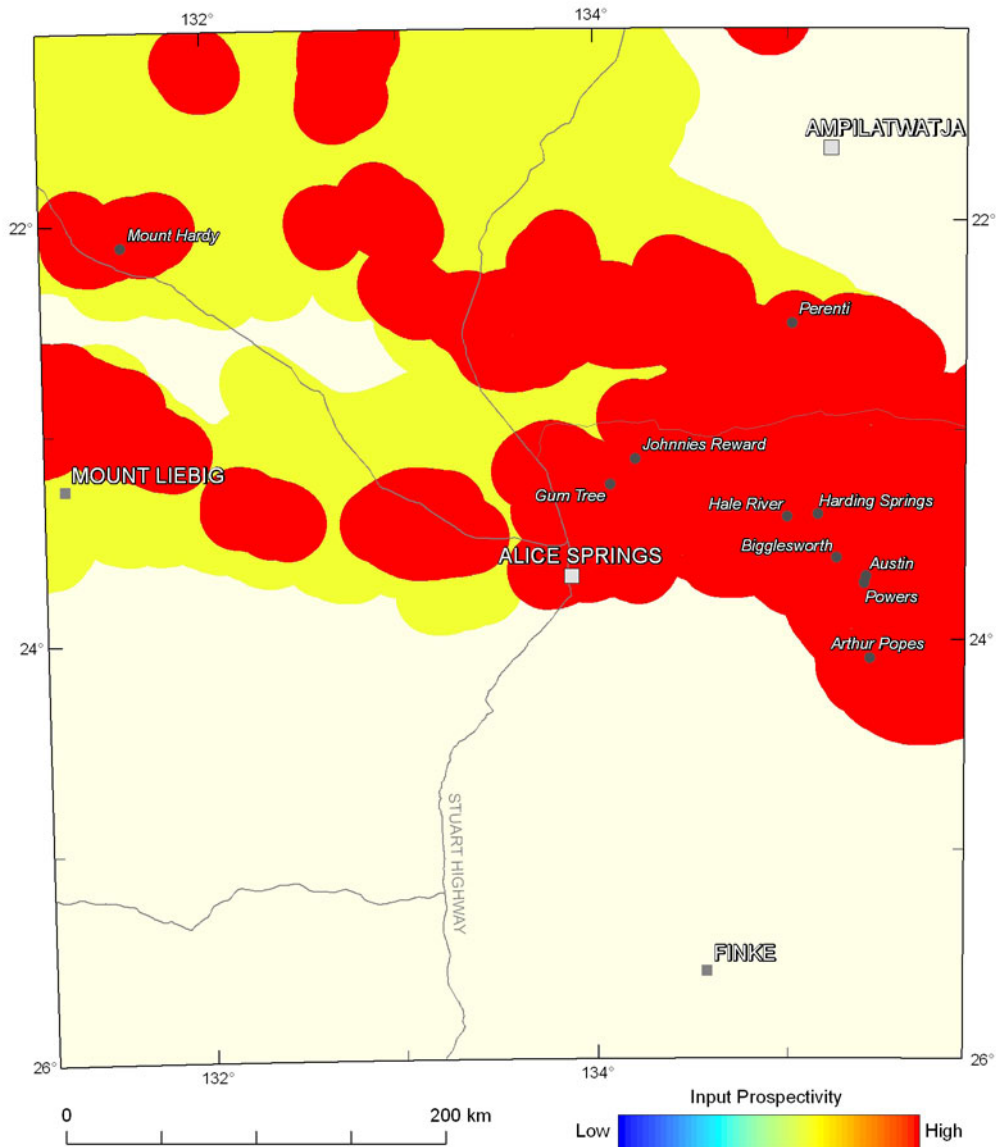 132°
134°
AMPILATWATJA
22°
22°
Mount Hardy
Perenti
Johnnies Reward
MOUNT LIEBIG
Gum Tree
Hale River
Harding Springs
Bigglesworth
ALICE SPRINGS
Austin
Powers
24°
24°
Arthur Popes
STUART HIGHWAY
FINKE
26°
26°
132°
134°
0
200 km
Input Prospectivity
Low
High